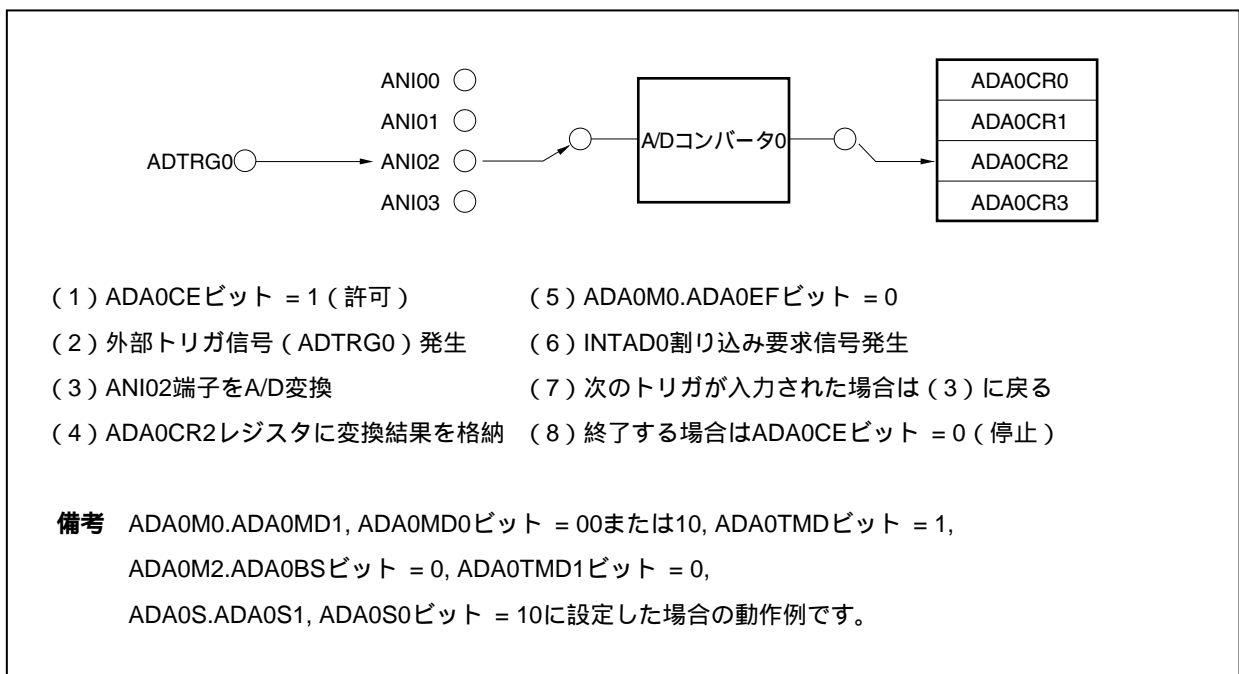 ANI00
ANI01
ADTRG0
ANI02
ANI03
A/Dコンバータ0
ADA0CR0
ADA0CR1
ADA0CR2
ADA0CR3
（1）ADA0CEビット = 1（許可）
（2）外部トリガ信号（ADTRG0）発生
（3）ANI02端子をA/D変換
（4）ADA0CR2レジスタに変換結果を格納
（5）ADA0M0.ADA0EFビット = 0
（6）INTAD0割り込み要求信号発生
（7）次のトリガが入力された場合は（3）に戻る
（8）終了する場合はADA0CEビット = 0（停止）
備考 ADA0M0.ADA0MD1, ADA0MD0ビット = 00または10, ADA0TMDビット = 1,
ADA0M2.ADA0BSビット = 0, ADA0TMD1ビット = 0,
ADA0S.ADA0S1, ADA0S0ビット = 10に設定した場合の動作例です。